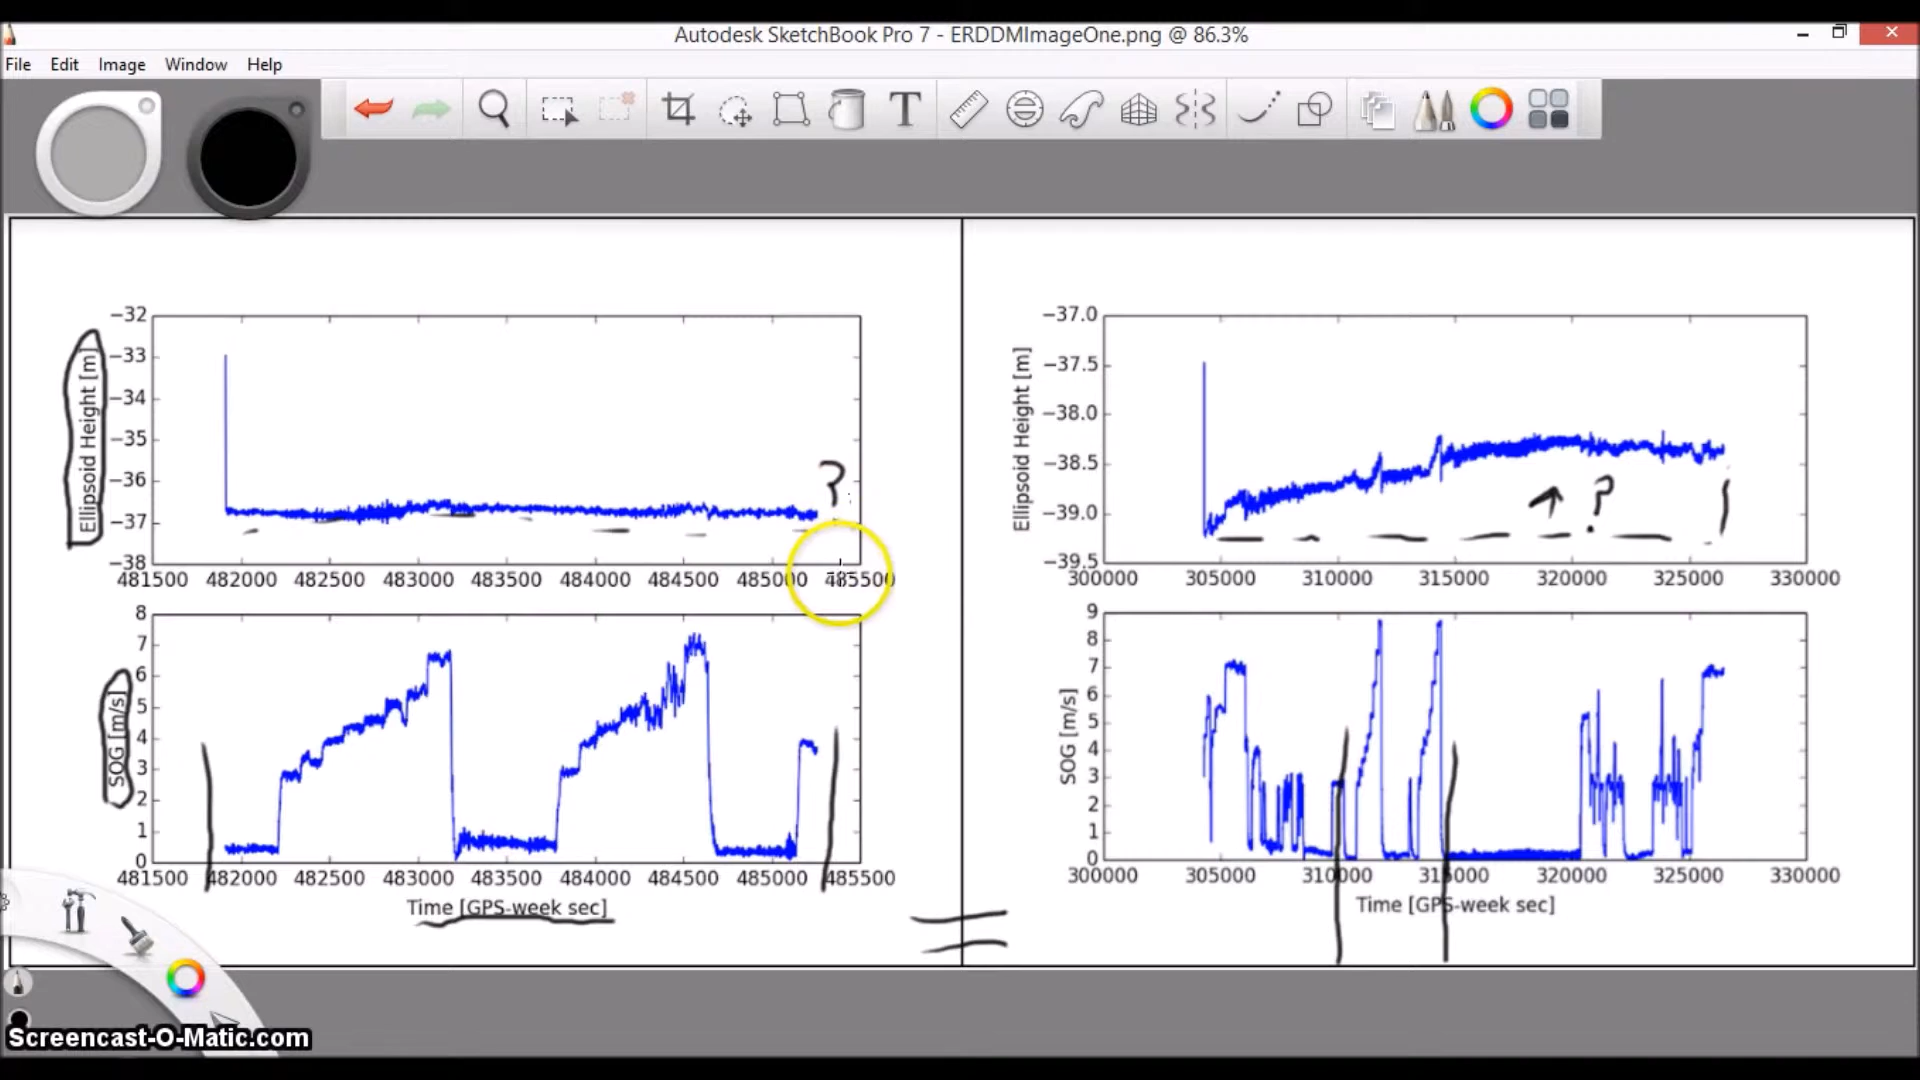 Autodesk SketchBook Pro 7 - ERDDMImageOne.png @ 86.3%
File Edit Image Window Help
T
Ellipsoid Height [m]
−32
−33
−34
−35
−36
−37
−38
?
481500 482000 482500 483000 483500 484000 484500 485000 485500
SOG [m/s]
8
7
6
5
4
3
2
1
0
481500 482000 482500 483000 483500 484000 484500 485000 485500
Time [GPS-week sec]
=
Ellipsoid Height [m]
−37.0
−37.5
−38.0
−38.5
−39.0
−39.5
?
300000 305000 310000 315000 320000 325000 330000
SOG [m/s]
9
8
7
6
5
4
3
2
1
0
300000 305000 310000 315000 320000 325000 330000
Time [GPS-week sec]
Screencast-O-Matic.com